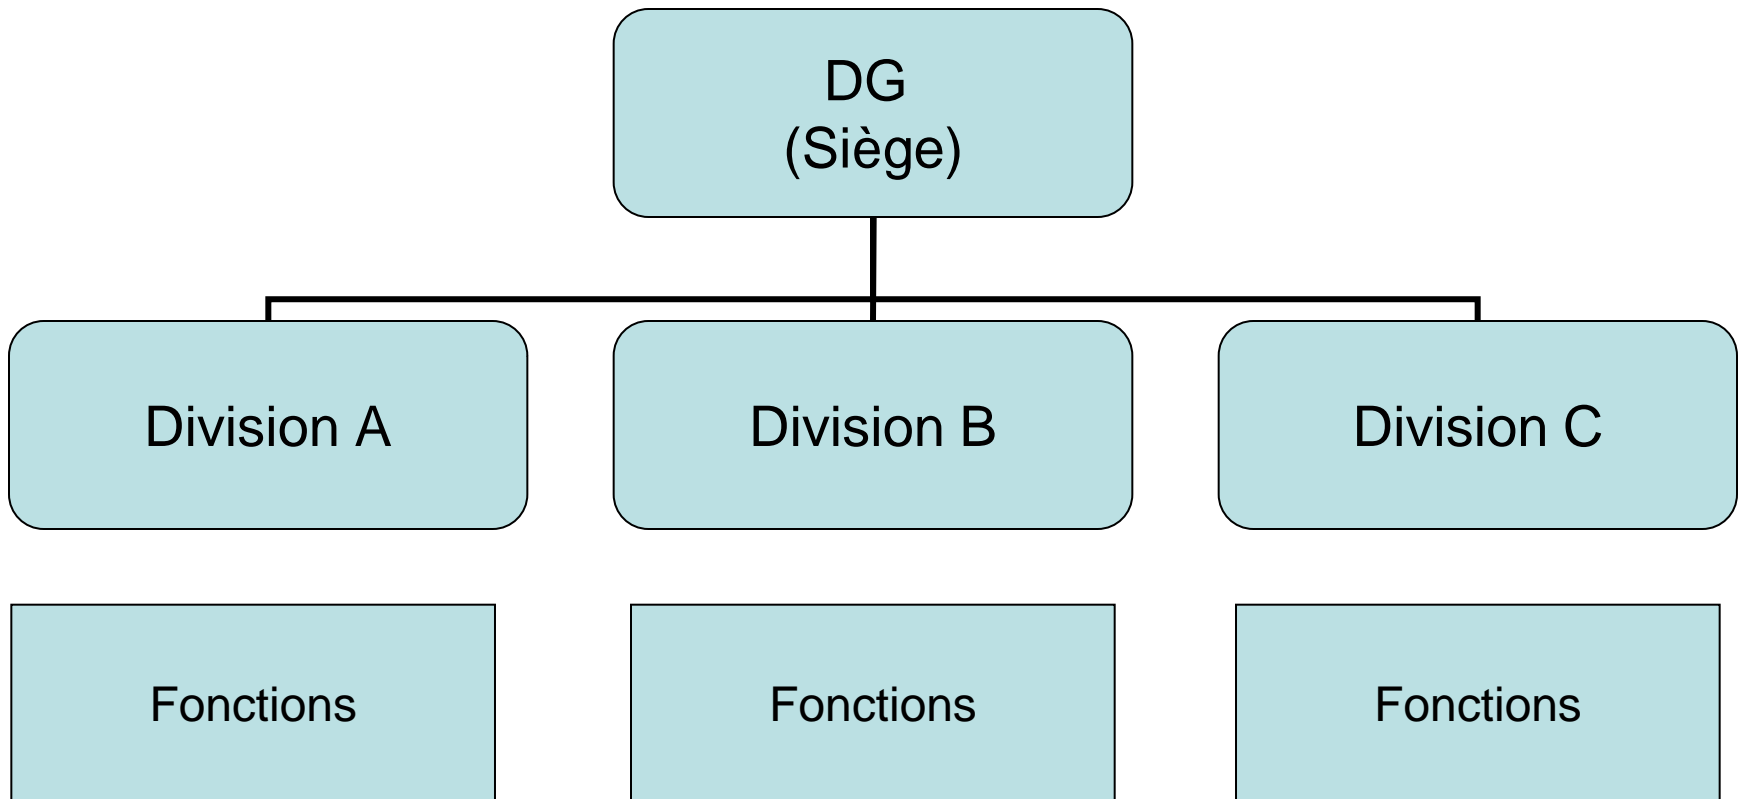 DG
(Siège)
Division A
Division B
Division C
Fonctions
Fonctions
Fonctions